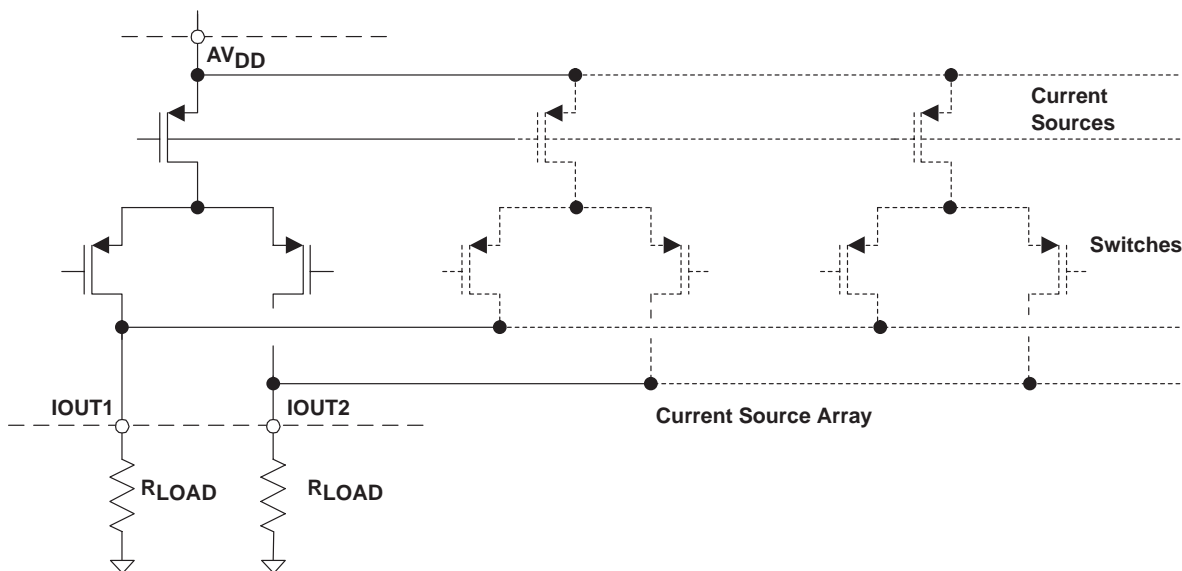 AVDD
Current
Sources
Switches
IOUT1
IOUT2
Current Source Array
RLOAD
RLOAD